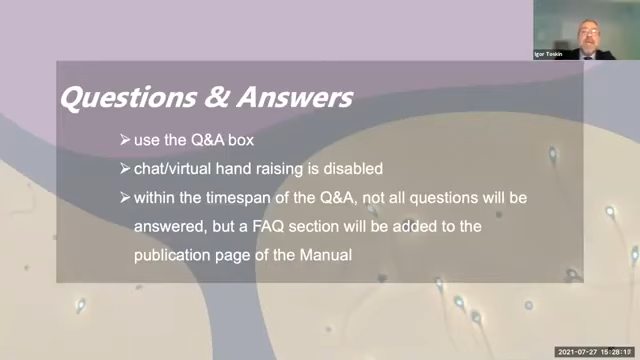 Igor Toskin
Questions & Answers
➢ use the Q&A box
➢ chat/virtual hand raising is disabled
➢ within the timespan of the Q&A, not all questions will be
answered, but a FAQ section will be added to the
publication page of the Manual
2021-07-27 15:28:17